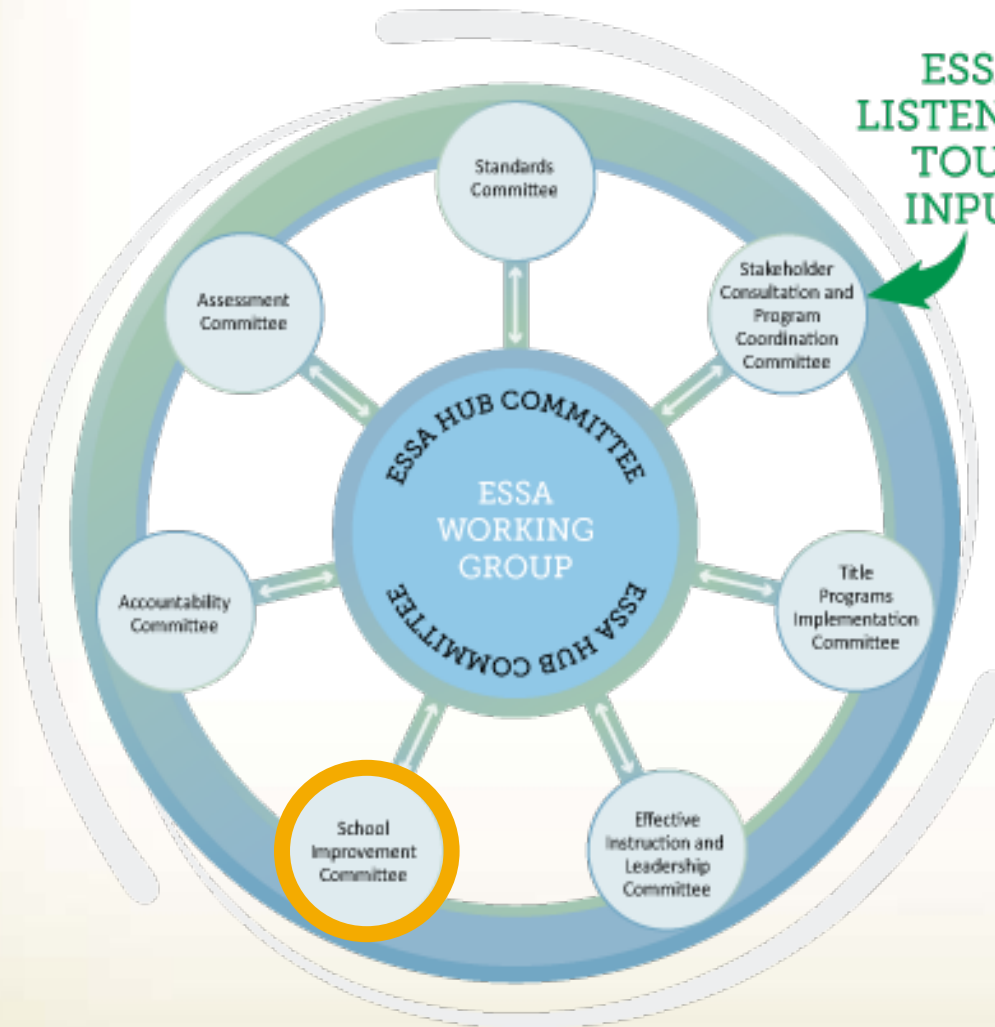 ESSA
LISTEN
TOU
INPU
Standards
Committee
Stakeholder
Consultation and
Program
Coordination
Committee
Assessment
Committee
ESSA HUB COMMITTEE
ESSA
WORKING
GROUP
ESSA HUB COMMITTEE
Title
Programs
Implementation
Committee
Accountability
Committee
School
Improvement
Committee
Effective
Instruction and
Leadership
Committee